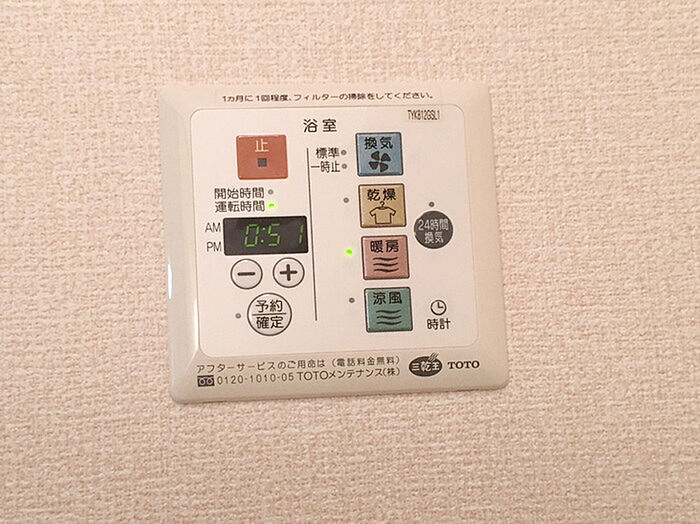 1カ月に1回程度、フィルターの掃除をしてください。
TYK812GSL1
浴室
止
標準
一時止
換気
開始時間
運転時間
乾燥
AM
PM
0:51
24時間
換気
暖房
予約
確定
涼風
時計
アフターサービスのご用命は (電話料金無料)
0120-1010-05 TOTOメンテナンス(株)
三乾王 TOTO